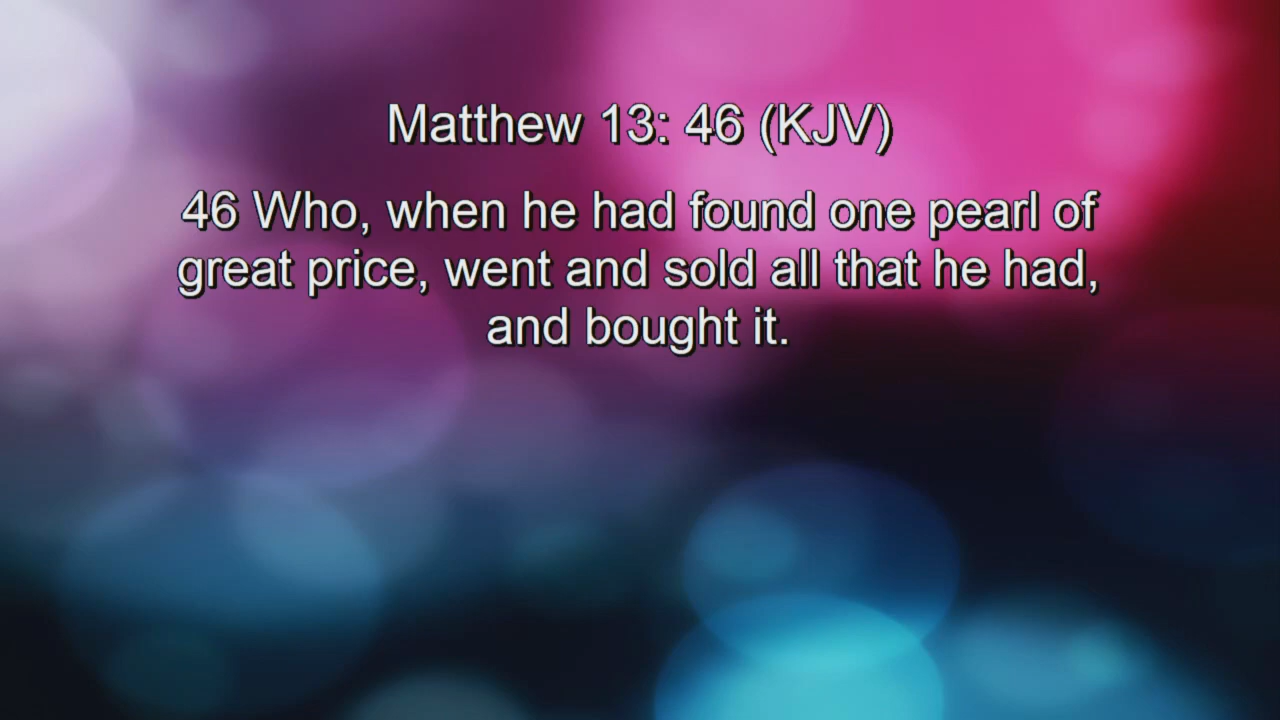 Matthew 13: 46 (KJV)
46 Who, when he had found one pearl of
great price, went and sold all that he had,
and bought it.